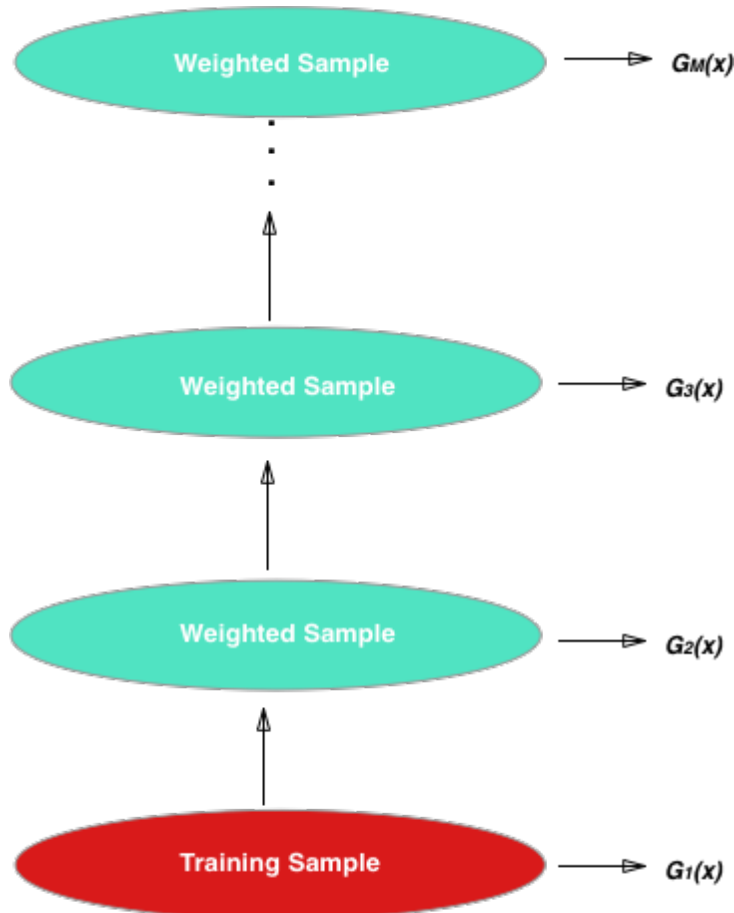 Weighted Sample
GM(x)
Weighted Sample
G3(x)
Weighted Sample
G2(x)
Training Sample
G1(x)